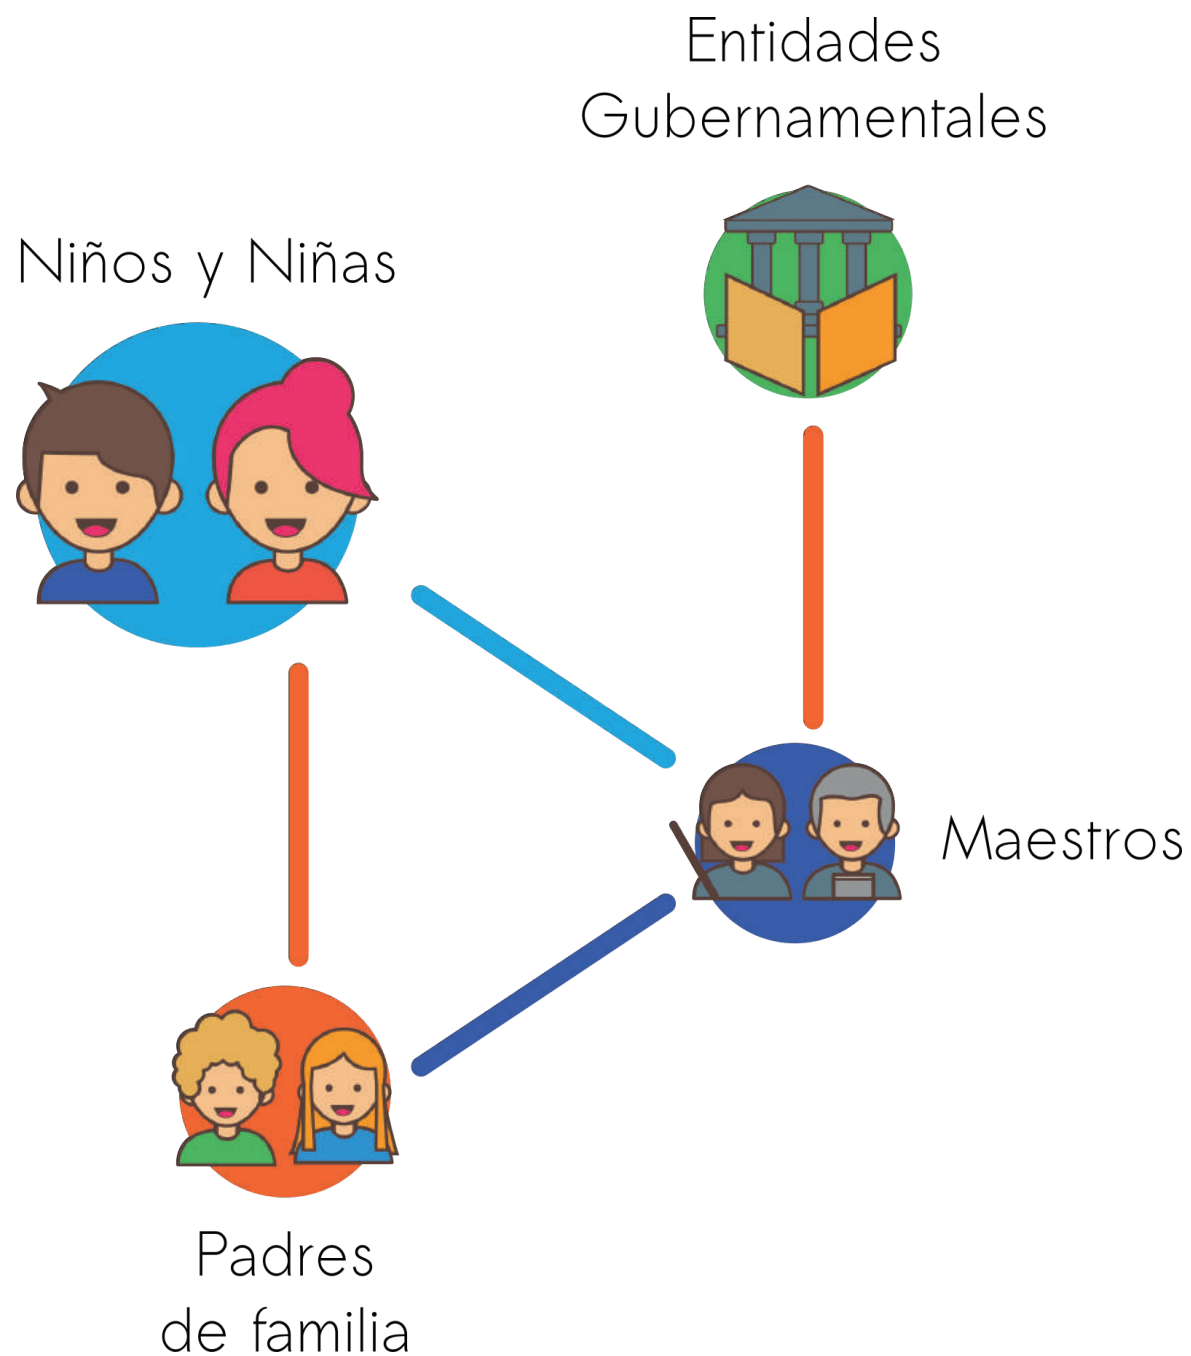 Entidades
Gubernamentales
Niños y Niñas
Maestros
Padres
de familia